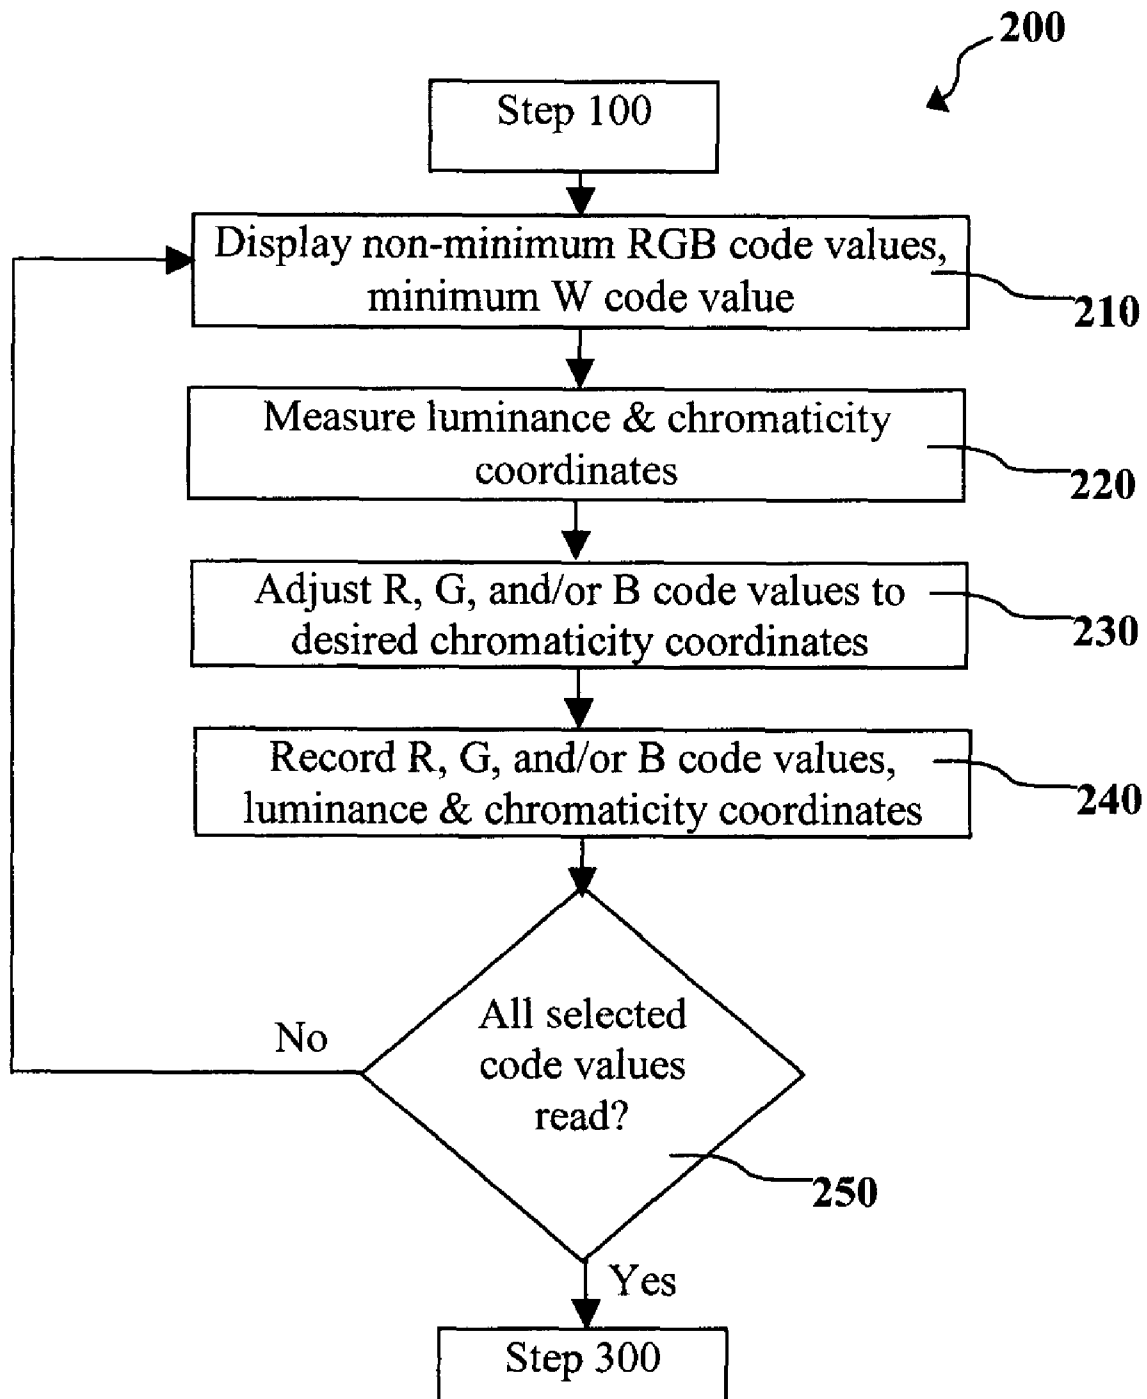 200
Step 100
Display non-minimum RGB code values,
minimum W code value
210
Measure luminance & chromaticity
coordinates
220
Adjust R, G, and/or B code values to
desired chromaticity coordinates
230
Record R, G, and/or B code values,
luminance & chromaticity coordinates
240
All selected
code values
read?
No
250
Yes
Step 300